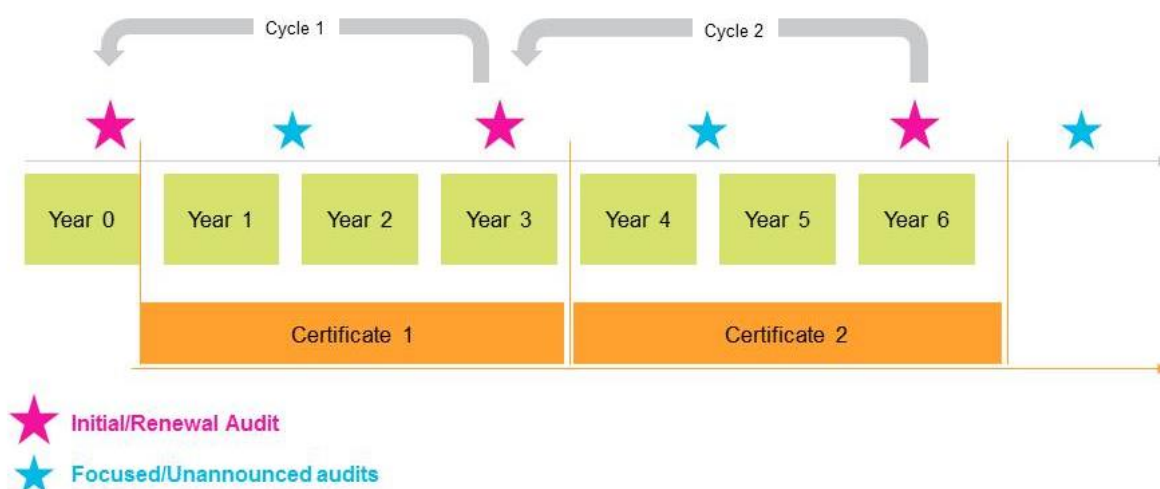 Cycle 1
Cycle 2
Year 0
Year 1
Year 2
Year 3
Year 4
Year 5
Year 6
Certificate 1
Certificate 2
Initial/Renewal Audit
Focused/Unannounced audits